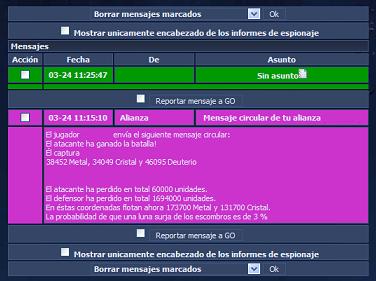 Borrar mensajes marcados Ok
Mostrar unicamente encabezado de los informes de espionaje
Mensajes
Acción Fecha De Asunto
03-24 11:25:47 Sin asunto
Reportar mensaje a GO
03-24 11:15:10 Alianza Mensaje circular de tu alianza
El jugador envía el siguiente mensaje circular:
El atacante ha ganado la batalla!
Él captura
38452 Metal, 34049 Cristal y 46095 Deuterio
El atacante ha perdido en total 60000 unidades.
El defensor ha perdido en total 1694000 unidades.
En éstas coordenadas flotan ahora 173700 Metal y 131700 Cristal.
La probabilidad de que una luna surja de los escombros es de 3 %
Reportar mensaje a GO
Mostrar unicamente encabezado de los informes de espionaje
Borrar mensajes marcados Ok